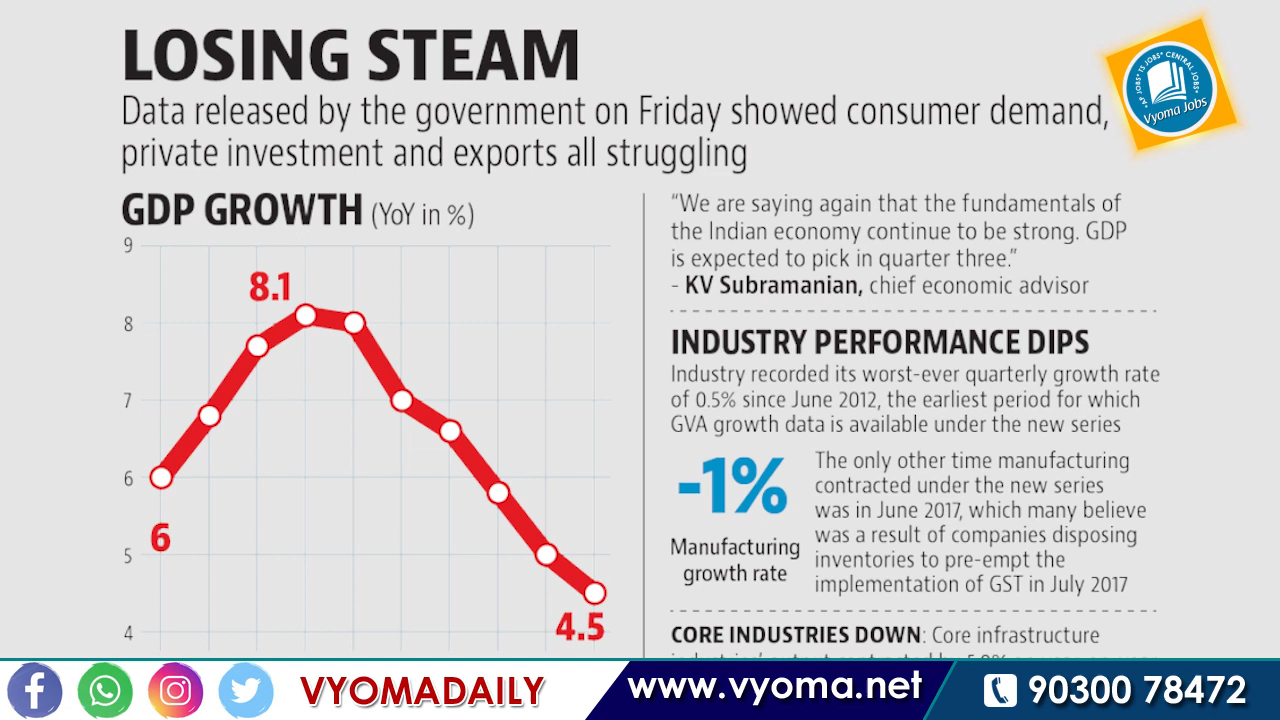 LOSING STEAM
Data released by the government on Friday showed consumer demand,
private investment and exports all struggling
AP JOBS* TS JOBS* CENTRAL JOBS*
Vyoma Jobs
GDP GROWTH (YoY in %)
9
8
7
6
5
4
8.1
6
4.5
“We are saying again that the fundamentals of
the Indian economy continue to be strong. GDP
is expected to pick in quarter three.”
- KV Subramanian, chief economic advisor
INDUSTRY PERFORMANCE DIPS
Industry recorded its worst-ever quarterly growth rate
of 0.5% since June 2012, the earliest period for which
GVA growth data is available under the new series
-1%
Manufacturing
growth rate
The only other time manufacturing
contracted under the new series
was in June 2017, which many believe
was a result of companies disposing
inventories to pre-empt the
implementation of GST in July 2017
CORE INDUSTRIES DOWN: Core infrastructure
VYOMADAILY
www.vyoma.net
90300 78472